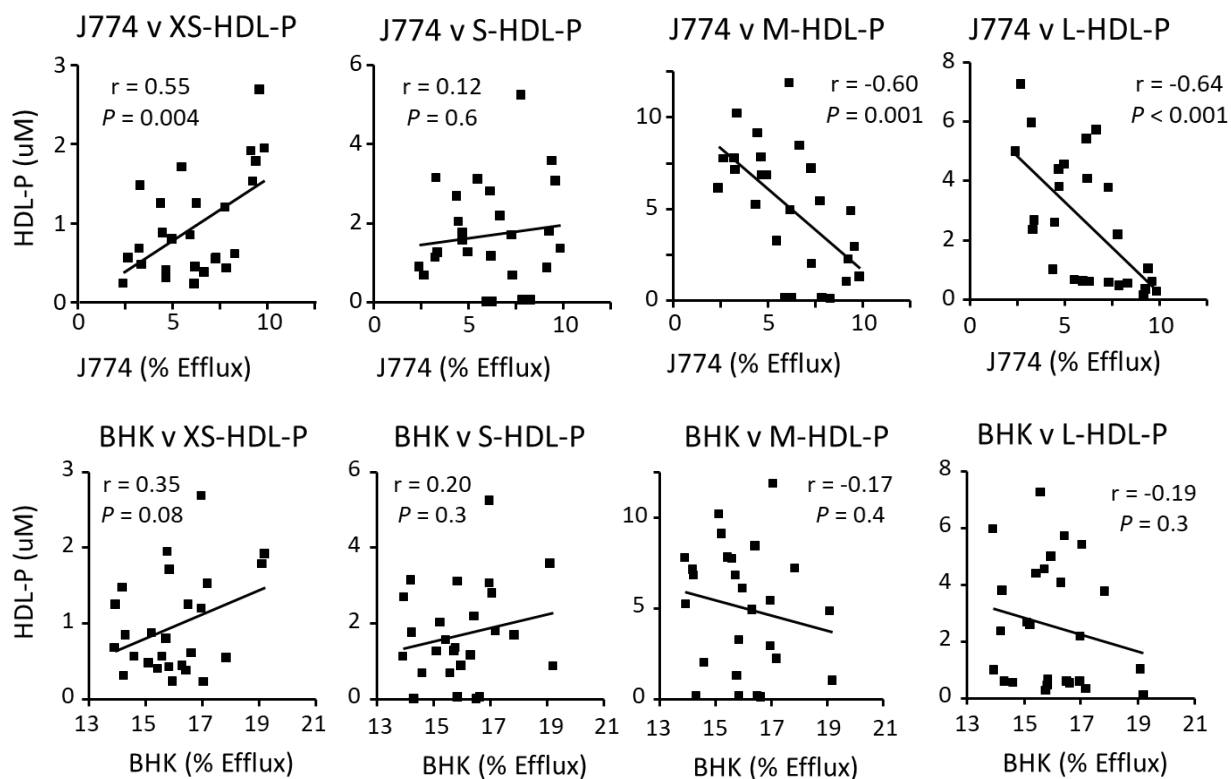 J774 v XS-HDL-P
J774 v S-HDL-P
J774 v M-HDL-P
J774 v L-HDL-P
HDL-P (uM)
3
2
1
0
r = 0.55
P = 0.004
0
5
10
6
4
2
0
r = 0.12
P = 0.6
0
5
10
10
5
0
r = -0.60
P = 0.001
0
5
10
8
6
4
2
0
r = -0.64
P < 0.001
0
5
10
J774 (% Efflux)
J774 (% Efflux)
J774 (% Efflux)
J774 (% Efflux)
BHK v XS-HDL-P
BHK v S-HDL-P
BHK v M-HDL-P
BHK v L-HDL-P
HDL-P (uM)
3
2
1
0
r = 0.35
P = 0.08
13
15
17
19
21
6
4
2
0
r = 0.20
P = 0.3
13
15
17
19
21
10
5
0
r = -0.17
P = 0.4
13
15
17
19
21
8
6
4
2
0
r = -0.19
P = 0.3
13
15
17
19
21
BHK (% Efflux)
BHK (% Efflux)
BHK (% Efflux)
BHK (% Efflux)